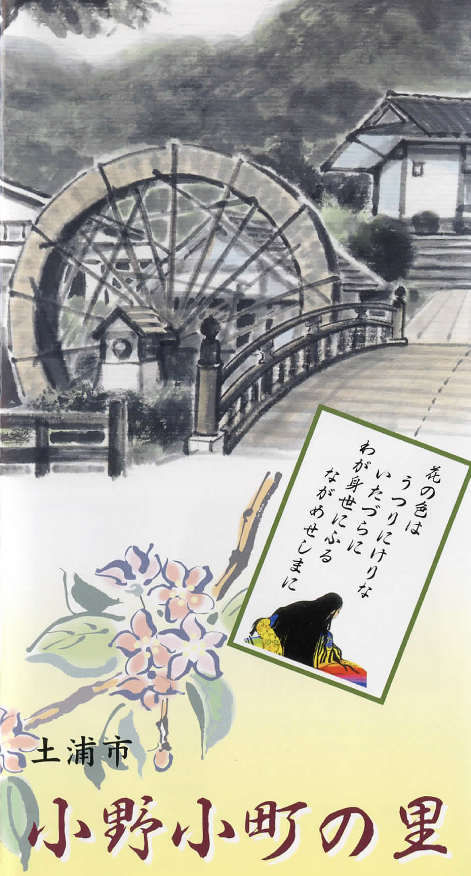 花の色は
うつりにけりな
いたづらに
わが身世にふる
ながめせしまに
土浦市
小野小町の里